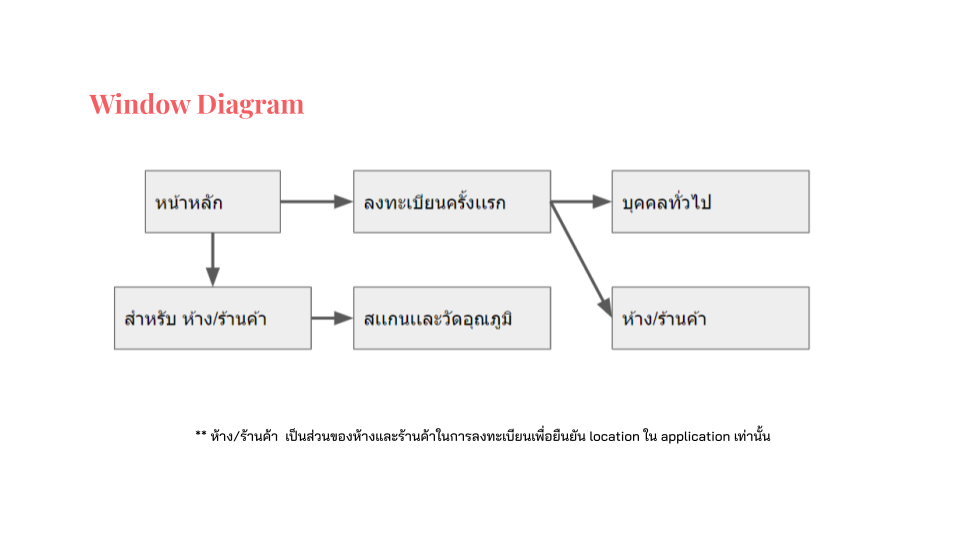 Window Diagram
หน้าหลัก
ลงทะเบียนครั้งแรก
บุคคลทั่วไป
สำหรับ ห้าง/ร้านค้า
สแกนและวัดอุณภูมิ
ห้าง/ร้านค้า
** ห้าง/ร้านค้า เป็นส่วนของห้างและร้านค้าในการลงทะเบียนเพื่อยืนยัน location ใน application เท่านั้น